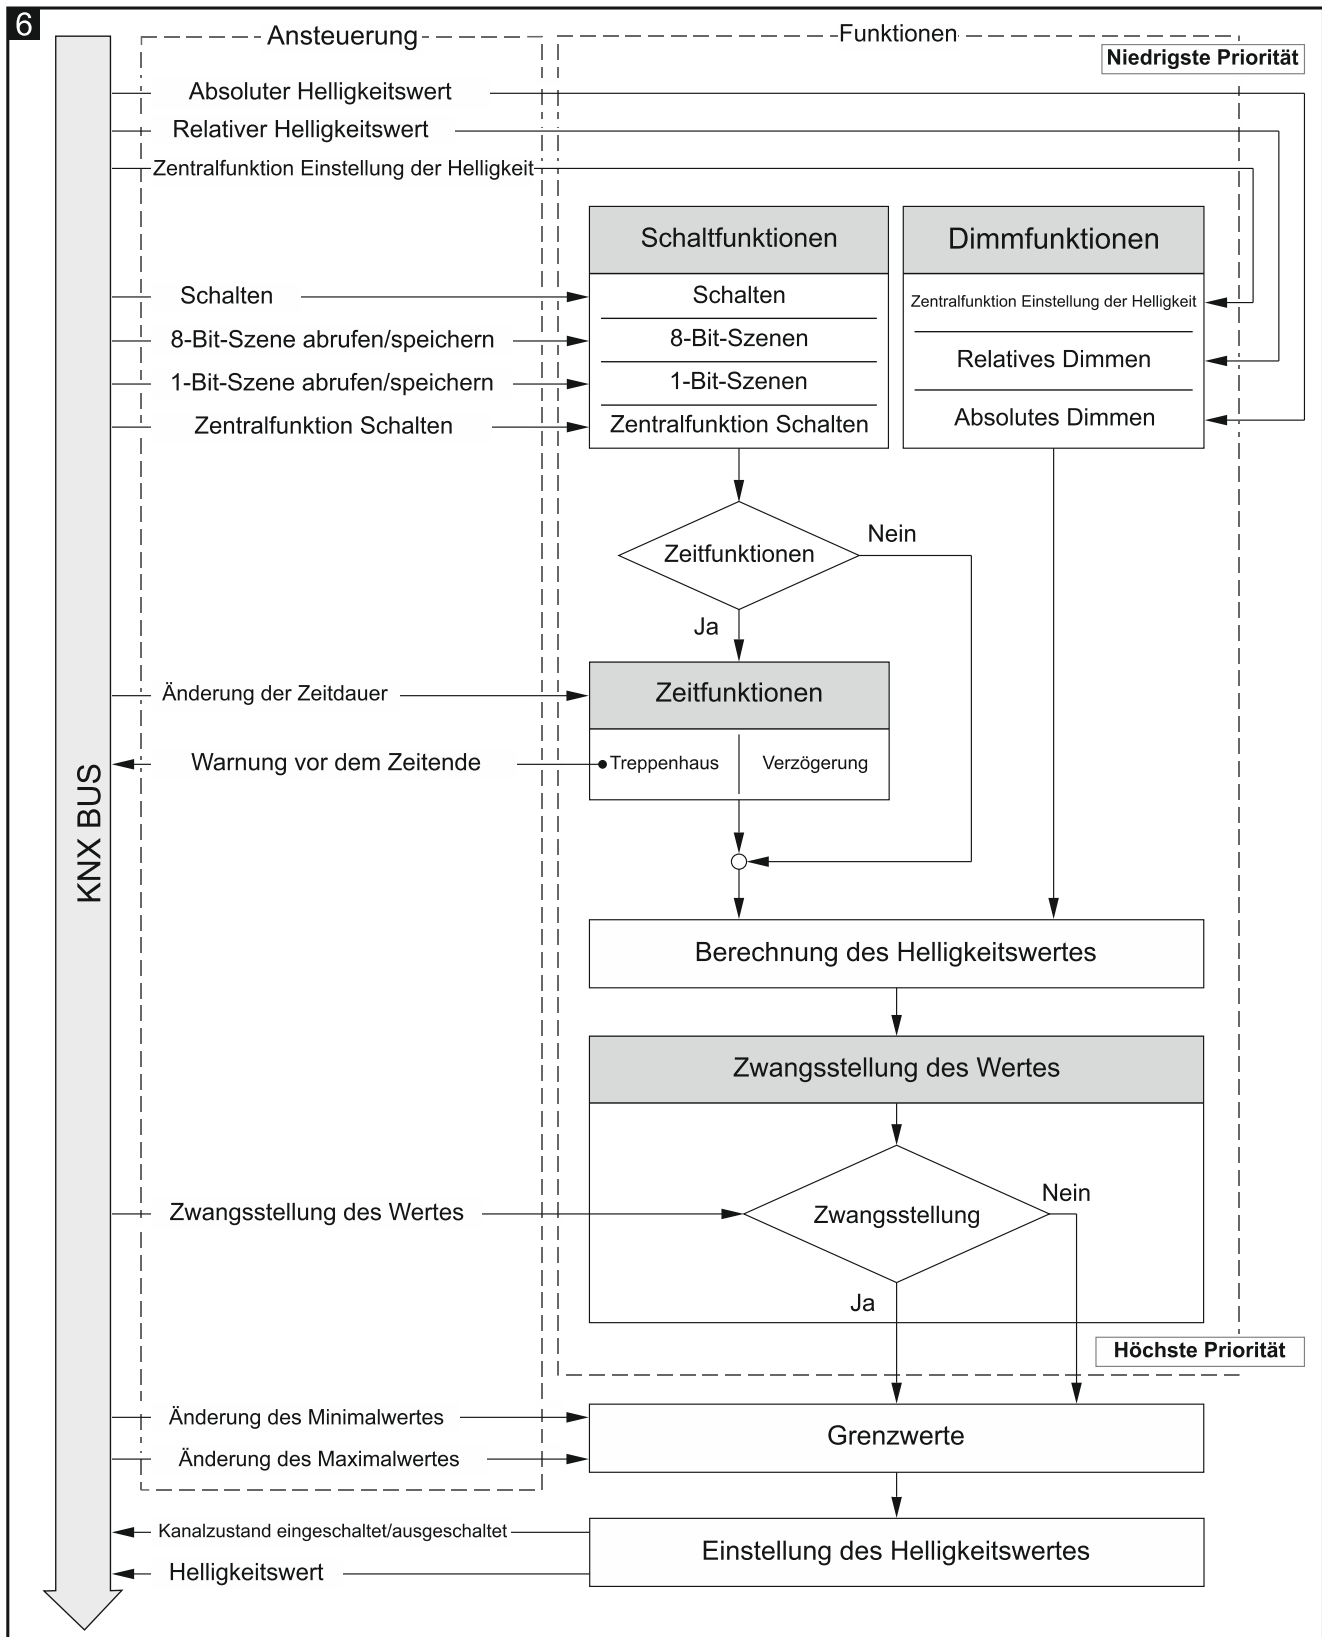 6
Ansteuerung
Funktionen
Niedrigste Priorität
Absoluter Helligkeitswert
Relativer Helligkeitswert
Zentralfunktion Einstellung der Helligkeit
Schaltfunktionen
Dimmfunktionen
Schalten
Schalten
Zentralfunktion Einstellung der Helligkeit
8-Bit-Szene abrufen/speichern
8-Bit-Szenen
Relatives Dimmen
1-Bit-Szene abrufen/speichern
1-Bit-Szenen
Absolutes Dimmen
Zentralfunktion Schalten
Zentralfunktion Schalten
Nein
Zeitfunktionen
Ja
Änderung der Zeitdauer
Zeitfunktionen
Warnung vor dem Zeitende
Treppenhaus
Verzögerung
KNX BUS
Berechnung des Helligkeitswertes
Zwangsstellung des Wertes
Nein
Zwangsstellung des Wertes
Zwangsstellung
Ja
Höchste Priorität
Änderung des Minimalwertes
Grenzwerte
Änderung des Maximalwertes
Kanalzustand eingeschaltet/ausgeschaltet
Einstellung des Helligkeitswertes
Helligkeitswert